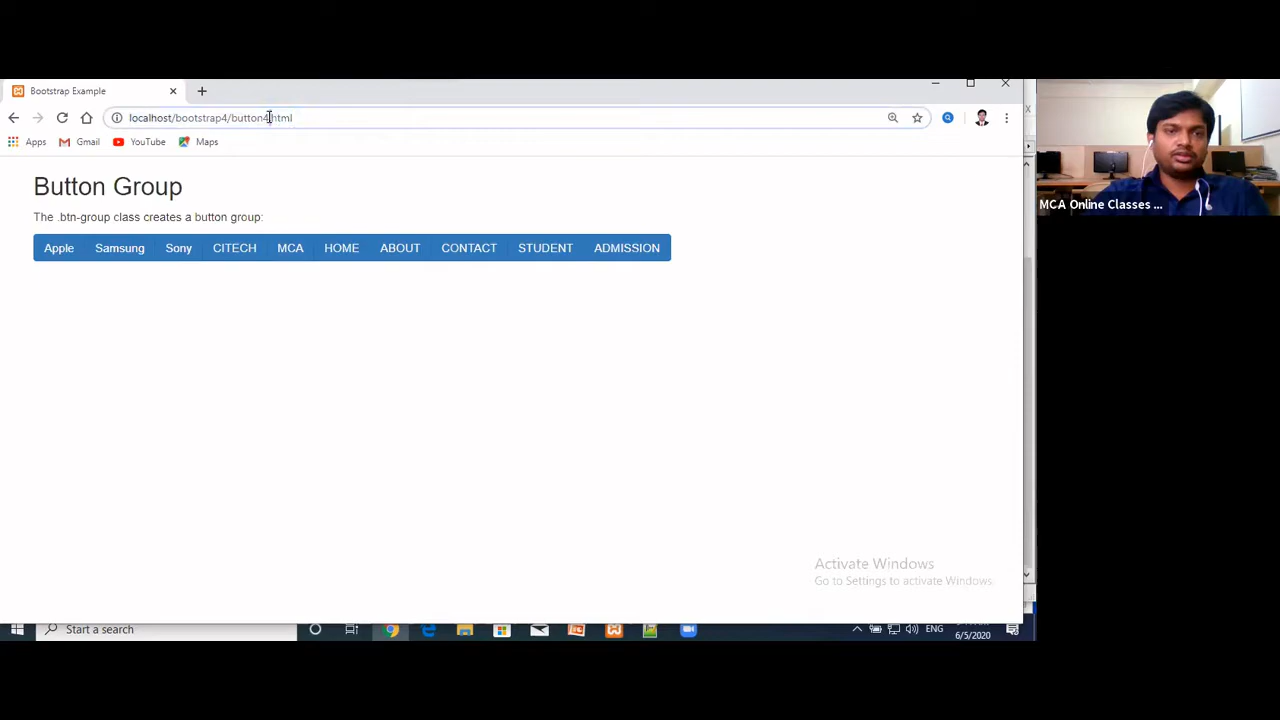 Bootstrap Example
localhost/bootstrap4/button4.html
Apps Gmail YouTube Maps
Button Group
The .btn-group class creates a button group:
Apple Samsung Sony CITECH MCA HOME ABOUT CONTACT STUDENT ADMISSION
MCA Online Classes ...
Activate Windows
Go to Settings to activate Windows.
Start a search
ENG
6/5/2020